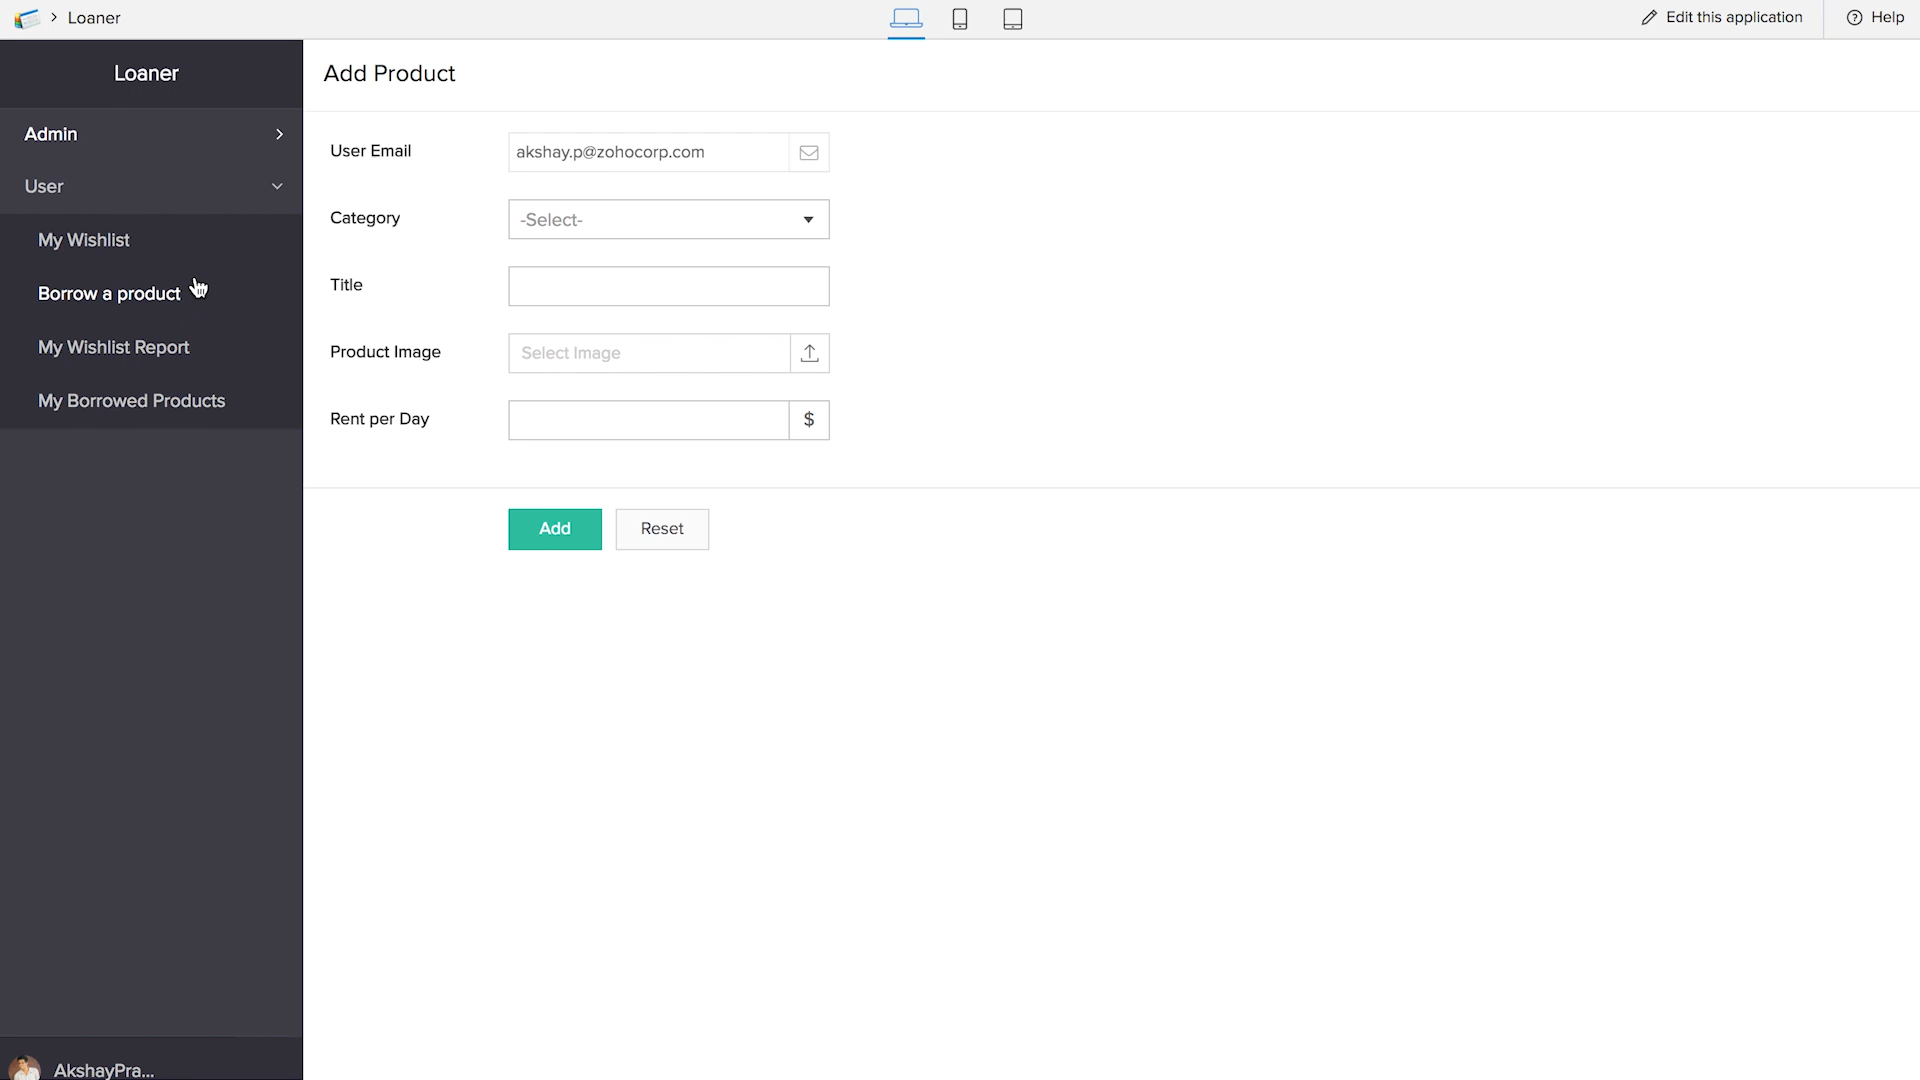 Loaner
Edit this application
Help
Loaner
Admin
User
My Wishlist
Borrow a product
My Wishlist Report
My Borrowed Products
AkshayPra...
Add Product
User Email
akshay.p@zohocorp.com
Category
-Select-
Title
Product Image
Select Image
Rent per Day
$
Add
Reset